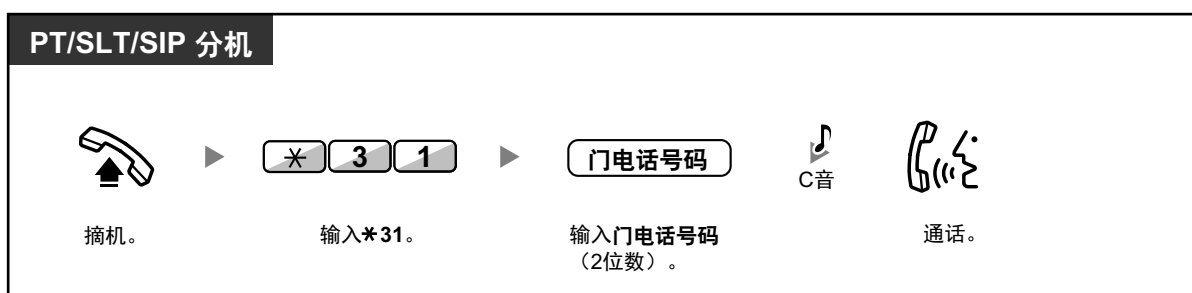 PT/SLT/SIP 分机
* 3 1
门电话号码
C音
摘机。
输入*31。
输入门电话号码
（2位数）。
通话。